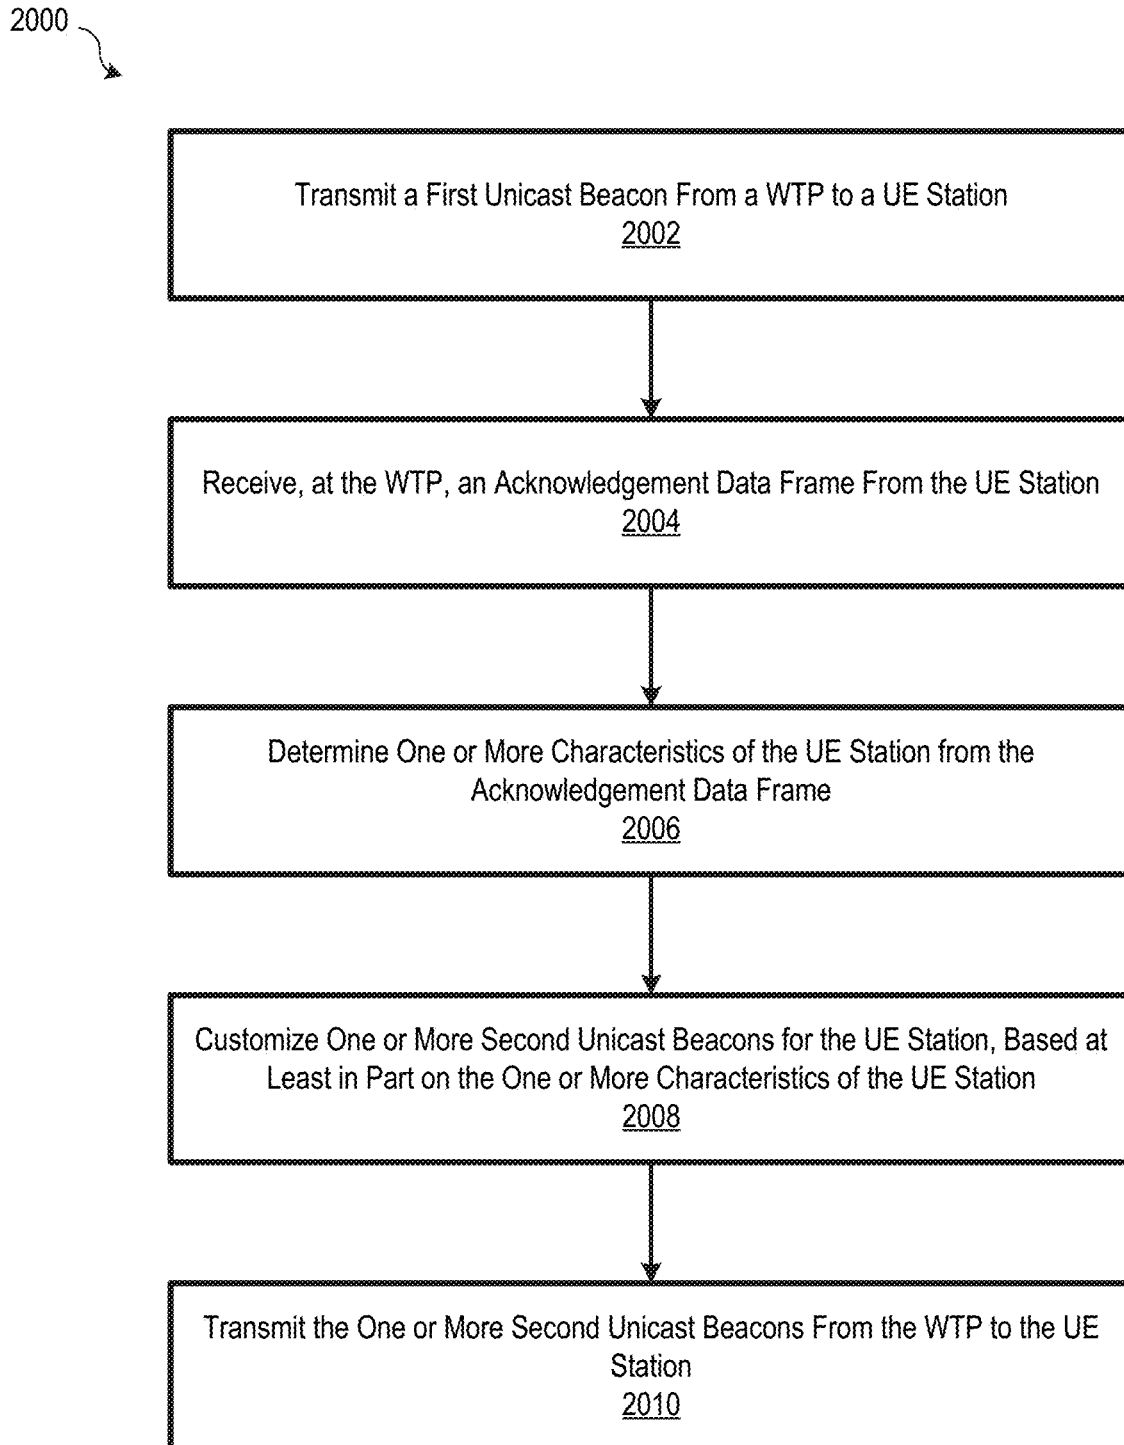 2000
Transmit a First Unicast Beacon From a WTP to a UE Station
2002
Receive, at the WTP, an Acknowledgement Data Frame From the UE Station
2004
Determine One or More Characteristics of the UE Station from the
Acknowledgement Data Frame
2006
Customize One or More Second Unicast Beacons for the UE Station, Based at
Least in Part on the One or More Characteristics of the UE Station
2008
Transmit the One or More Second Unicast Beacons From the WTP to the UE
Station
2010